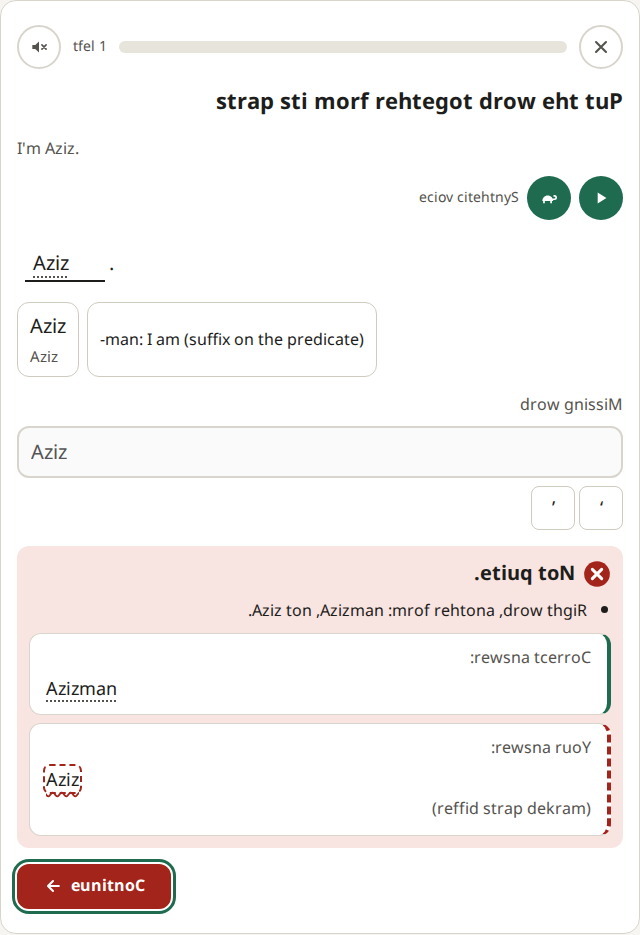 tfel 1
strap sti morf rehtegot drow eht tuP
I'm Aziz.
eciov citehtnyS
Aziz .
Aziz
Aziz
-man: I am (suffix on the predicate)
drow gnissiM
Aziz
ʼ ʻ
.etiuq toN
.Aziz ton ,Azizman :mrof rehtona ,drow thgiR
:rewsna tcerroC
Azizman
:rewsna ruoY
Aziz
(reffid strap dekram)
eunitnoC